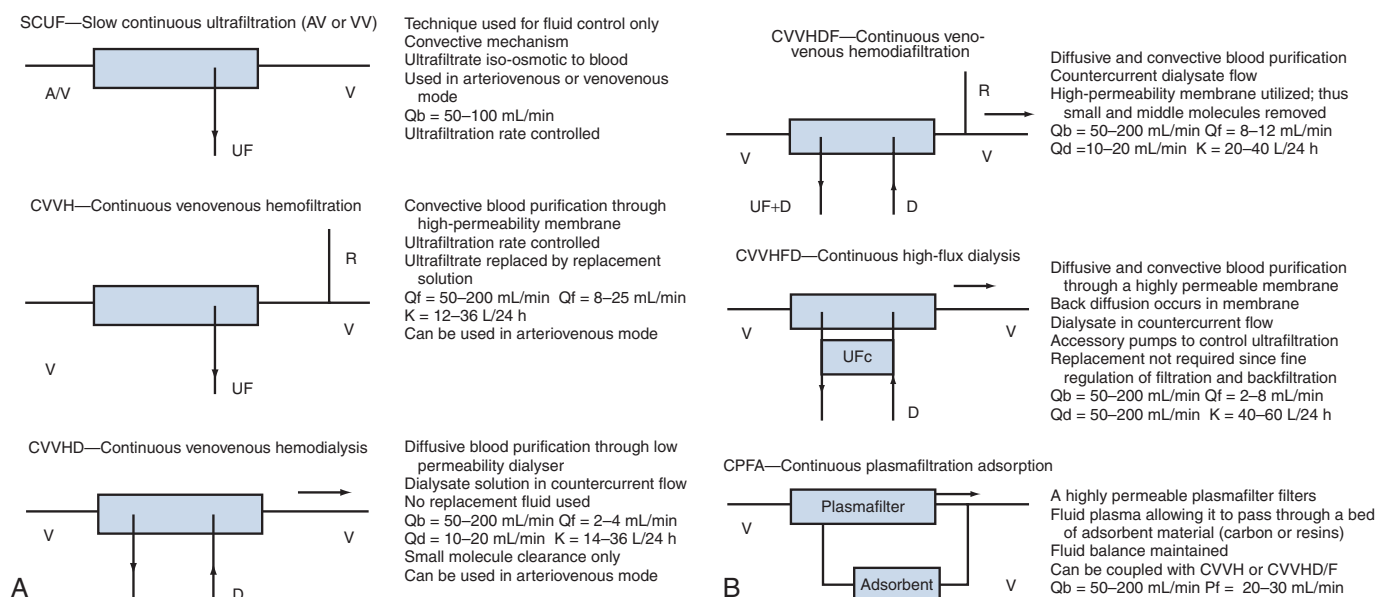 SCUF—Slow continuous ultrafiltration (AV or VV)
A/V
V
UF
Technique used for fluid control only
Convective mechanism
Ultrafiltrate iso-osmotic to blood
Used in arteriovenous or venovenous
mode
Qb = 50–100 mL/min
Ultrafiltration rate controlled
CVVH—Continuous venovenous hemofiltration
R
V
V
UF
Convective blood purification through
high-permeability membrane
Ultrafiltration rate controlled
Ultrafiltrate replaced by replacement
solution
Qf = 50–200 mL/min Qf = 8–25 mL/min
K = 12–36 L/24 h
Can be used in arteriovenous mode
CVVHD—Continuous venovenous hemodialysis
V
V
D
Diffusive blood purification through low
permeability dialyser
Dialysate solution in countercurrent flow
No replacement fluid used
Qb = 50–200 mL/min Qf = 2–4 mL/min
Qd = 10–20 mL/min K = 14–36 L/24 h
Small molecule clearance only
Can be used in arteriovenous mode
A
CVVHDF—Continuous veno-
venous hemodiafiltration
R
V
V
UF+D
D
Diffusive and convective blood purification
Countercurrent dialysate flow
High-permeability membrane utilized; thus
small and middle molecules removed
Qb = 50–200 mL/min Qf = 8–12 mL/min
Qd =10–20 mL/min K = 20–40 L/24 h
CVVHFD—Continuous high-flux dialysis
V
V
UFc
D
Diffusive and convective blood purification
through a highly permeable membrane
Back diffusion occurs in membrane
Dialysate in countercurrent flow
Accessory pumps to control ultrafiltration
Replacement not required since fine
regulation of filtration and backfiltration
Qb = 50–200 mL/min Qf = 2–8 mL/min
Qd = 50–200 mL/min K = 40–60 L/24 h
CPFA—Continuous plasmafiltration adsorption
Plasmafilter
V
Adsorbent
V
A highly permeable plasmafilter filters
Fluid plasma allowing it to pass through a bed
of adsorbent material (carbon or resins)
Fluid balance maintained
Can be coupled with CVVH or CVVHD/F
Qb = 50–200 mL/min Pf = 20–30 mL/min
B